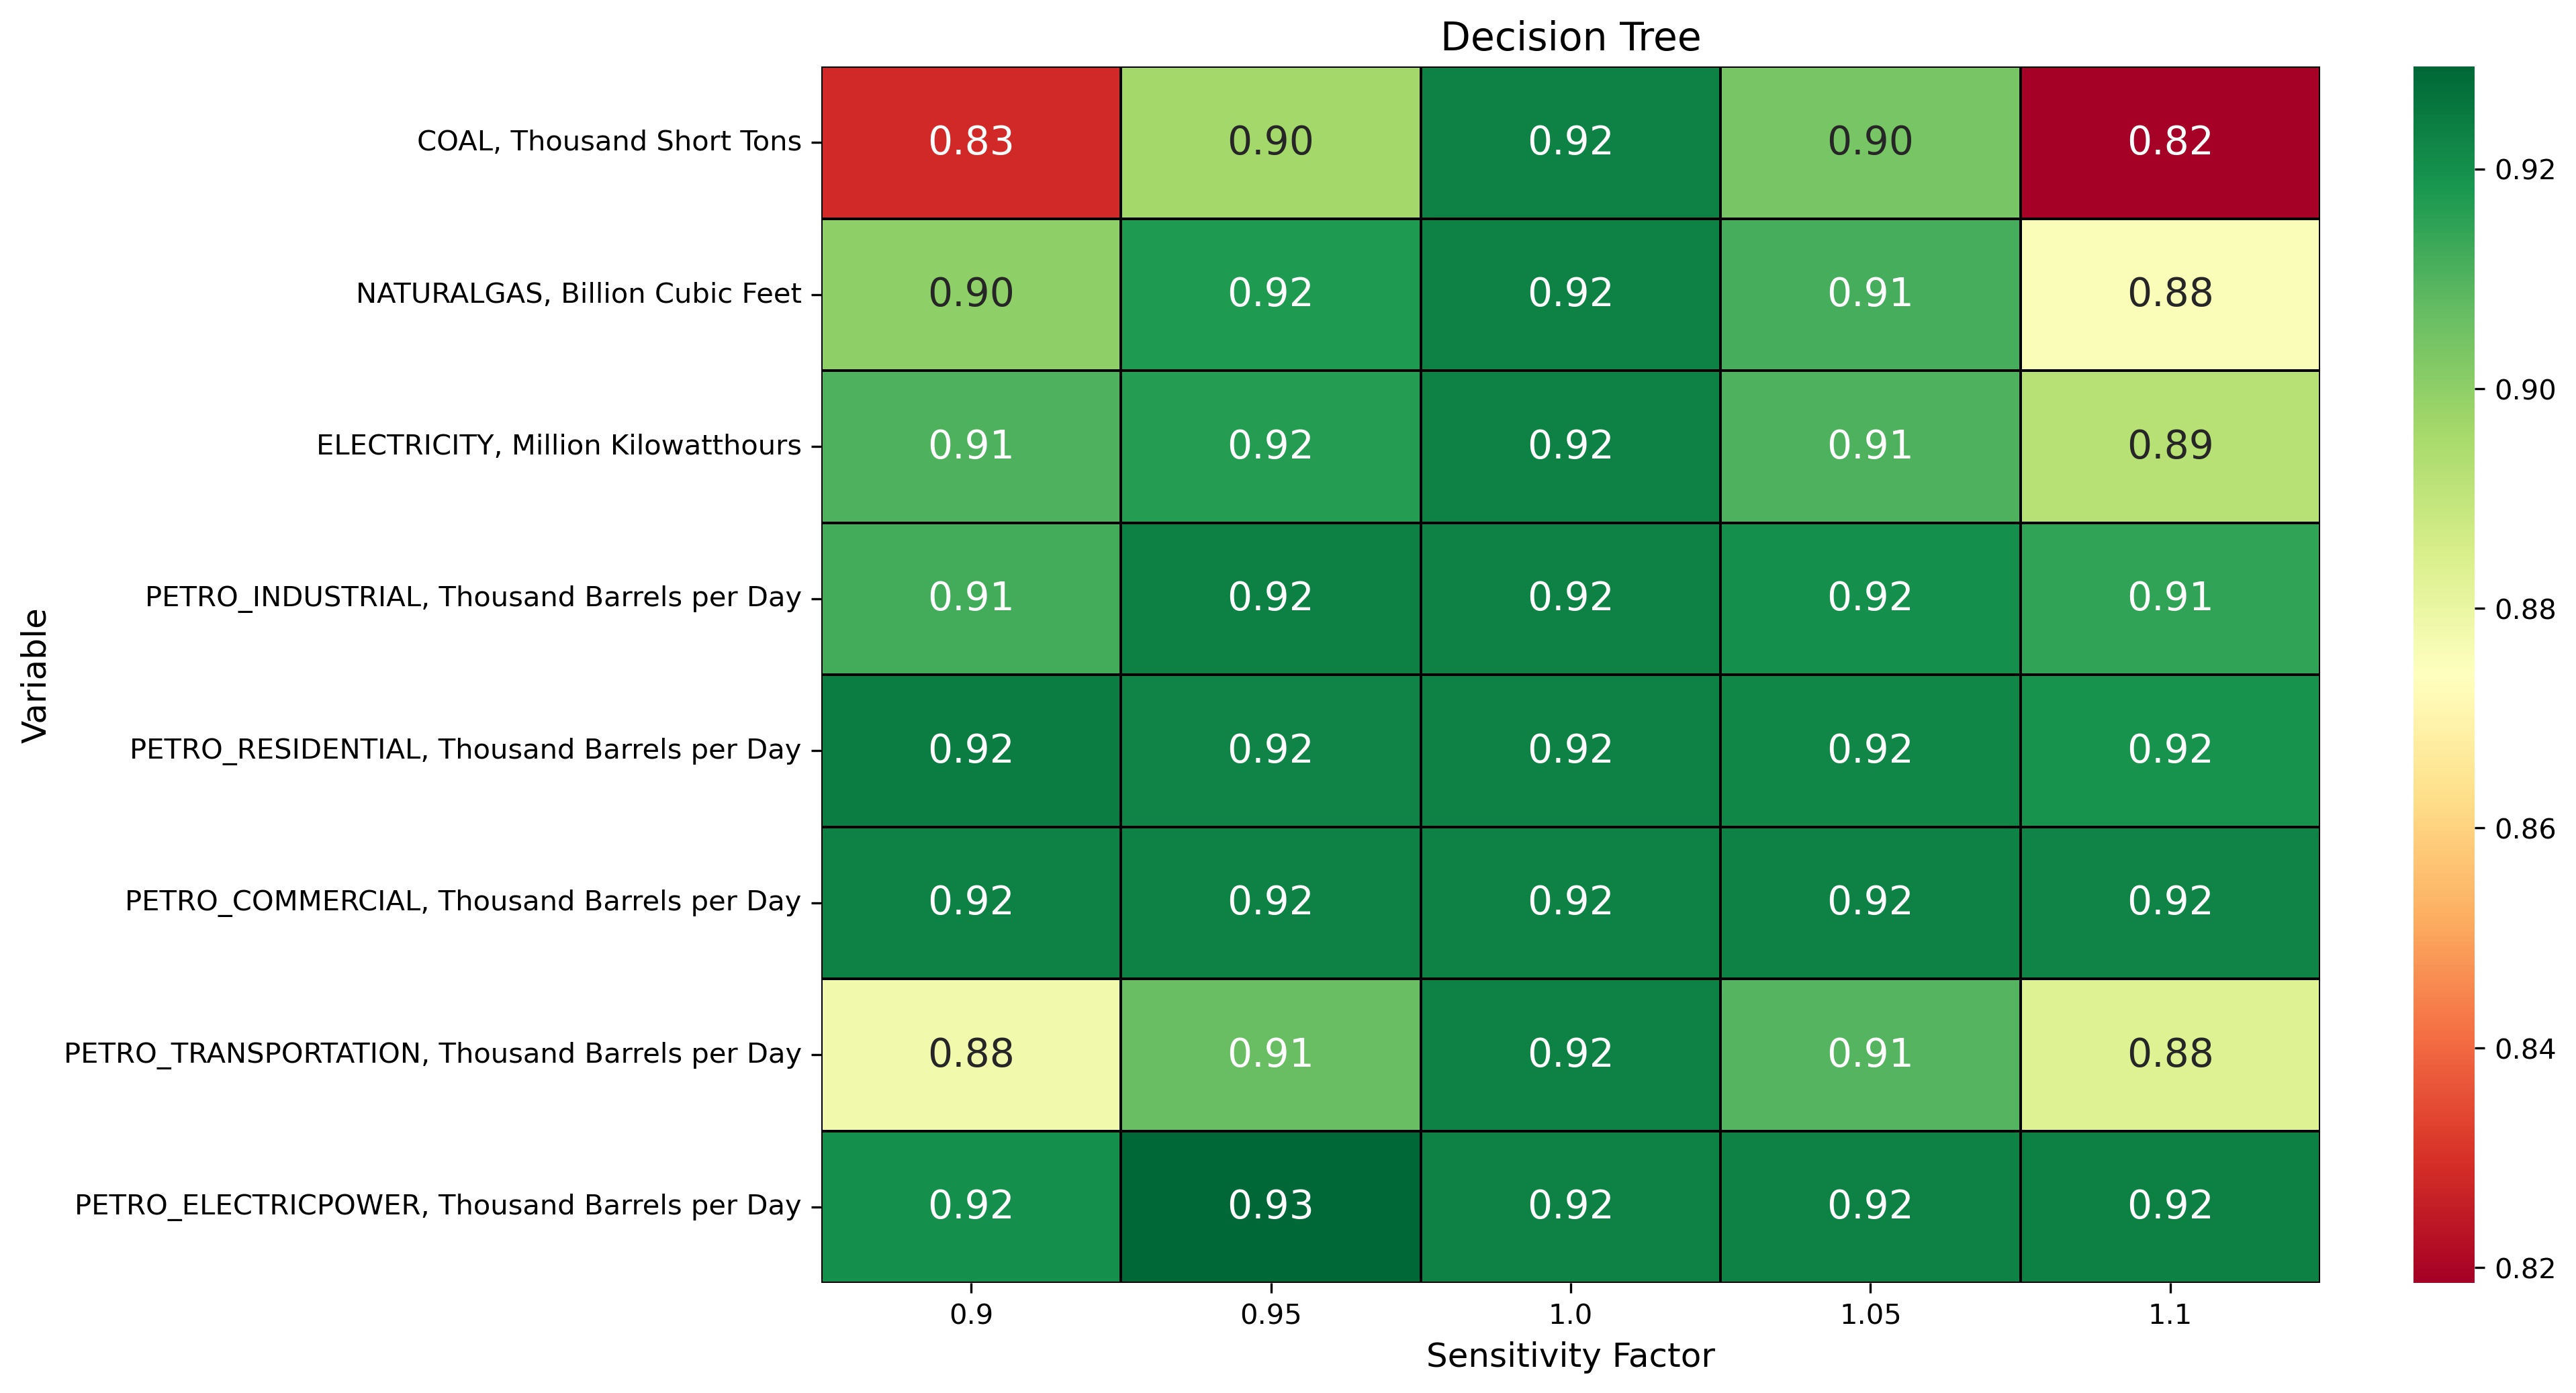 Decision Tree
COAL, Thousand Short Tons 0.83 0.90 0.92 0.90 0.82
NATURALGAS, Billion Cubic Feet 0.90 0.92 0.92 0.91 0.88
ELECTRICITY, Million Kilowatthours 0.91 0.92 0.92 0.91 0.89
PETRO_INDUSTRIAL, Thousand Barrels per Day 0.91 0.92 0.92 0.92 0.91
PETRO_RESIDENTIAL, Thousand Barrels per Day 0.92 0.92 0.92 0.92 0.92
PETRO_COMMERCIAL, Thousand Barrels per Day 0.92 0.92 0.92 0.92 0.92
PETRO_TRANSPORTATION, Thousand Barrels per Day 0.88 0.91 0.92 0.91 0.88
PETRO_ELECTRICPOWER, Thousand Barrels per Day 0.92 0.93 0.92 0.92 0.92
Variable
0.9 0.95 1.0 1.05 1.1
Sensitivity Factor
0.92
0.90
0.88
0.86
0.84
0.82